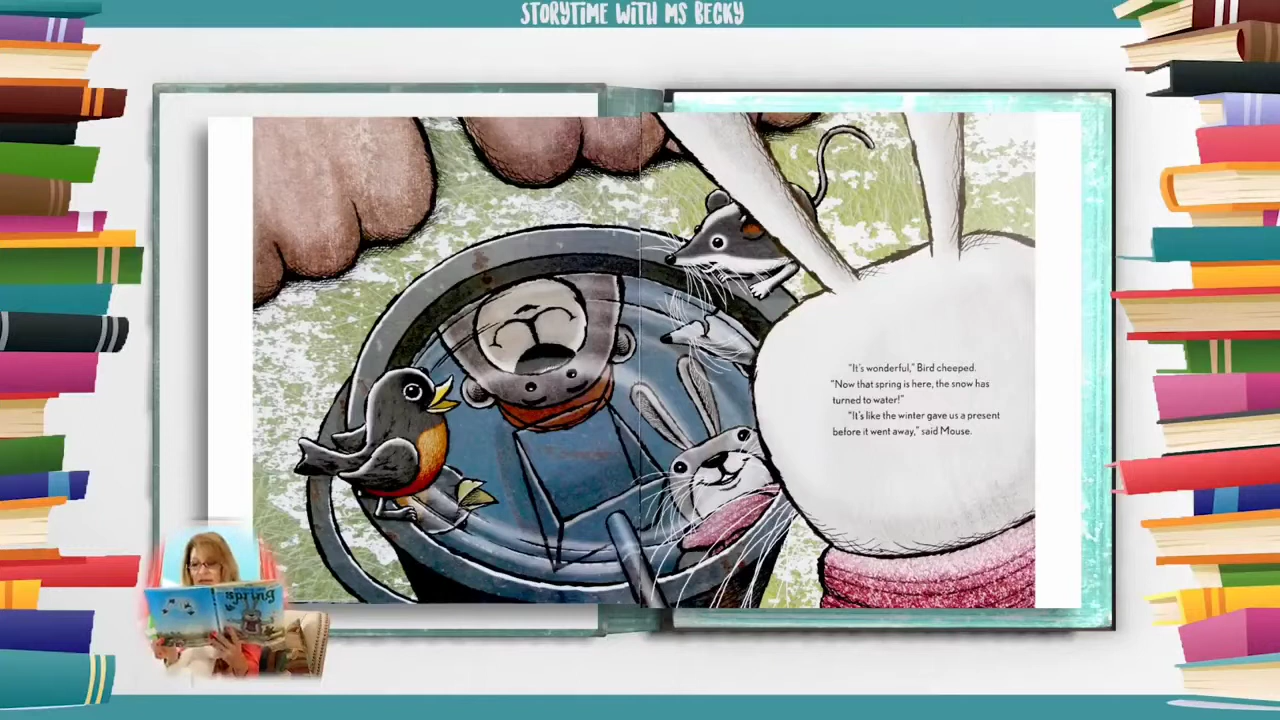 STORYTIME WITH MS BECKY
"It's wonderful," Bird cheeped.
"Now that spring is here, the snow has
turned to water!"
"It's like the winter gave us a present
before it went away," said Mouse.
spring